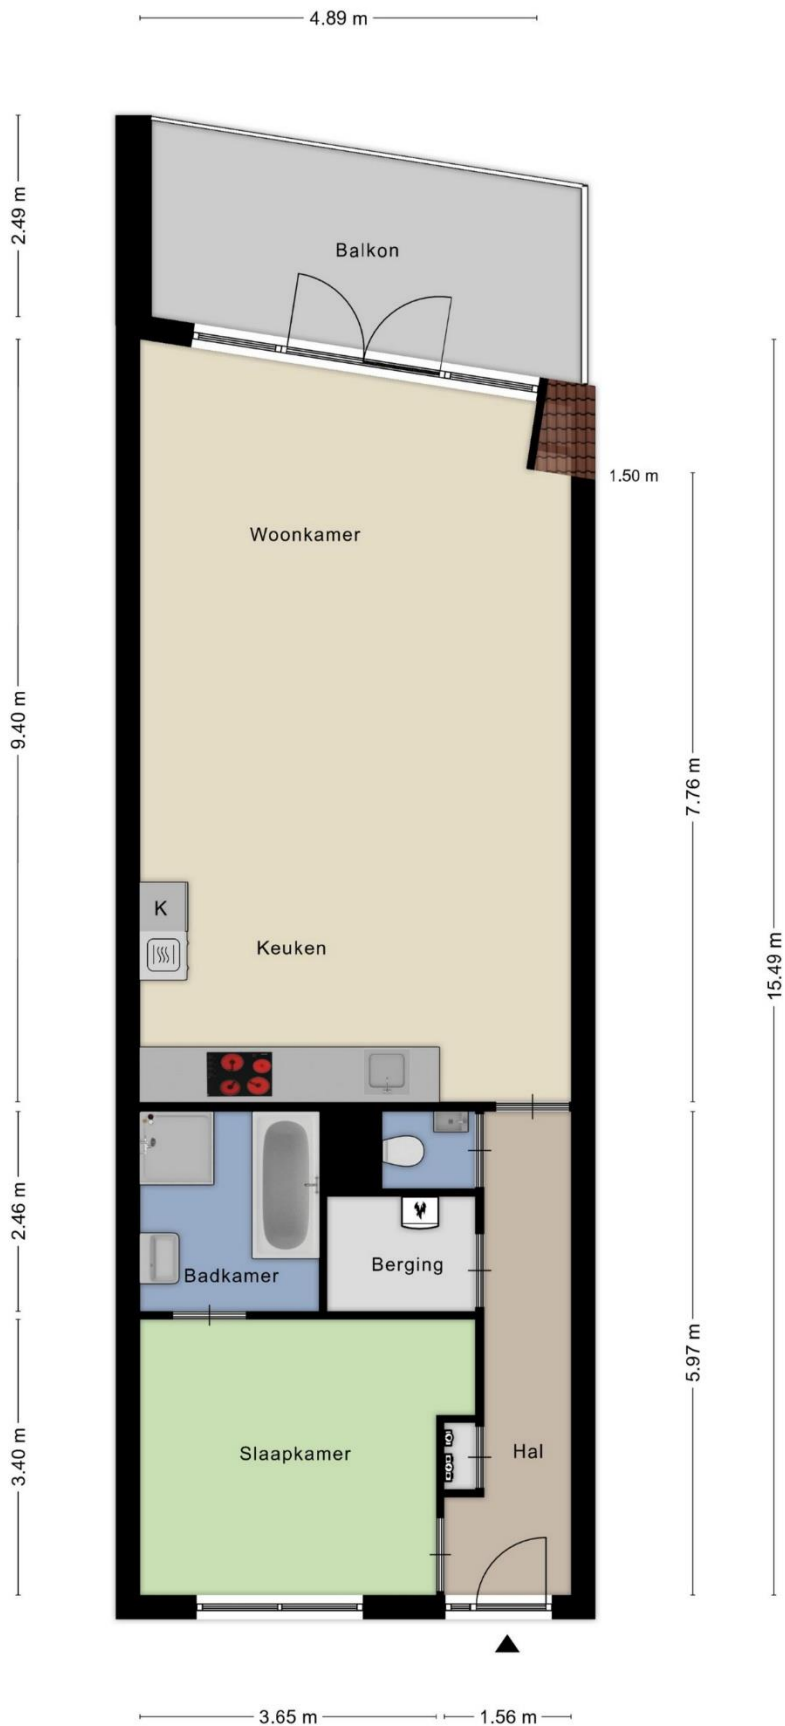 4.89 m
2.49 m
Balkon
1.50 m
Woonkamer
9.40 m
7.76 m
15.49 m
K
Keuken
2.46 m
Badkamer
Berging
5.97 m
3.40 m
Slaapkamer
Hal
3.65 m
1.56 m